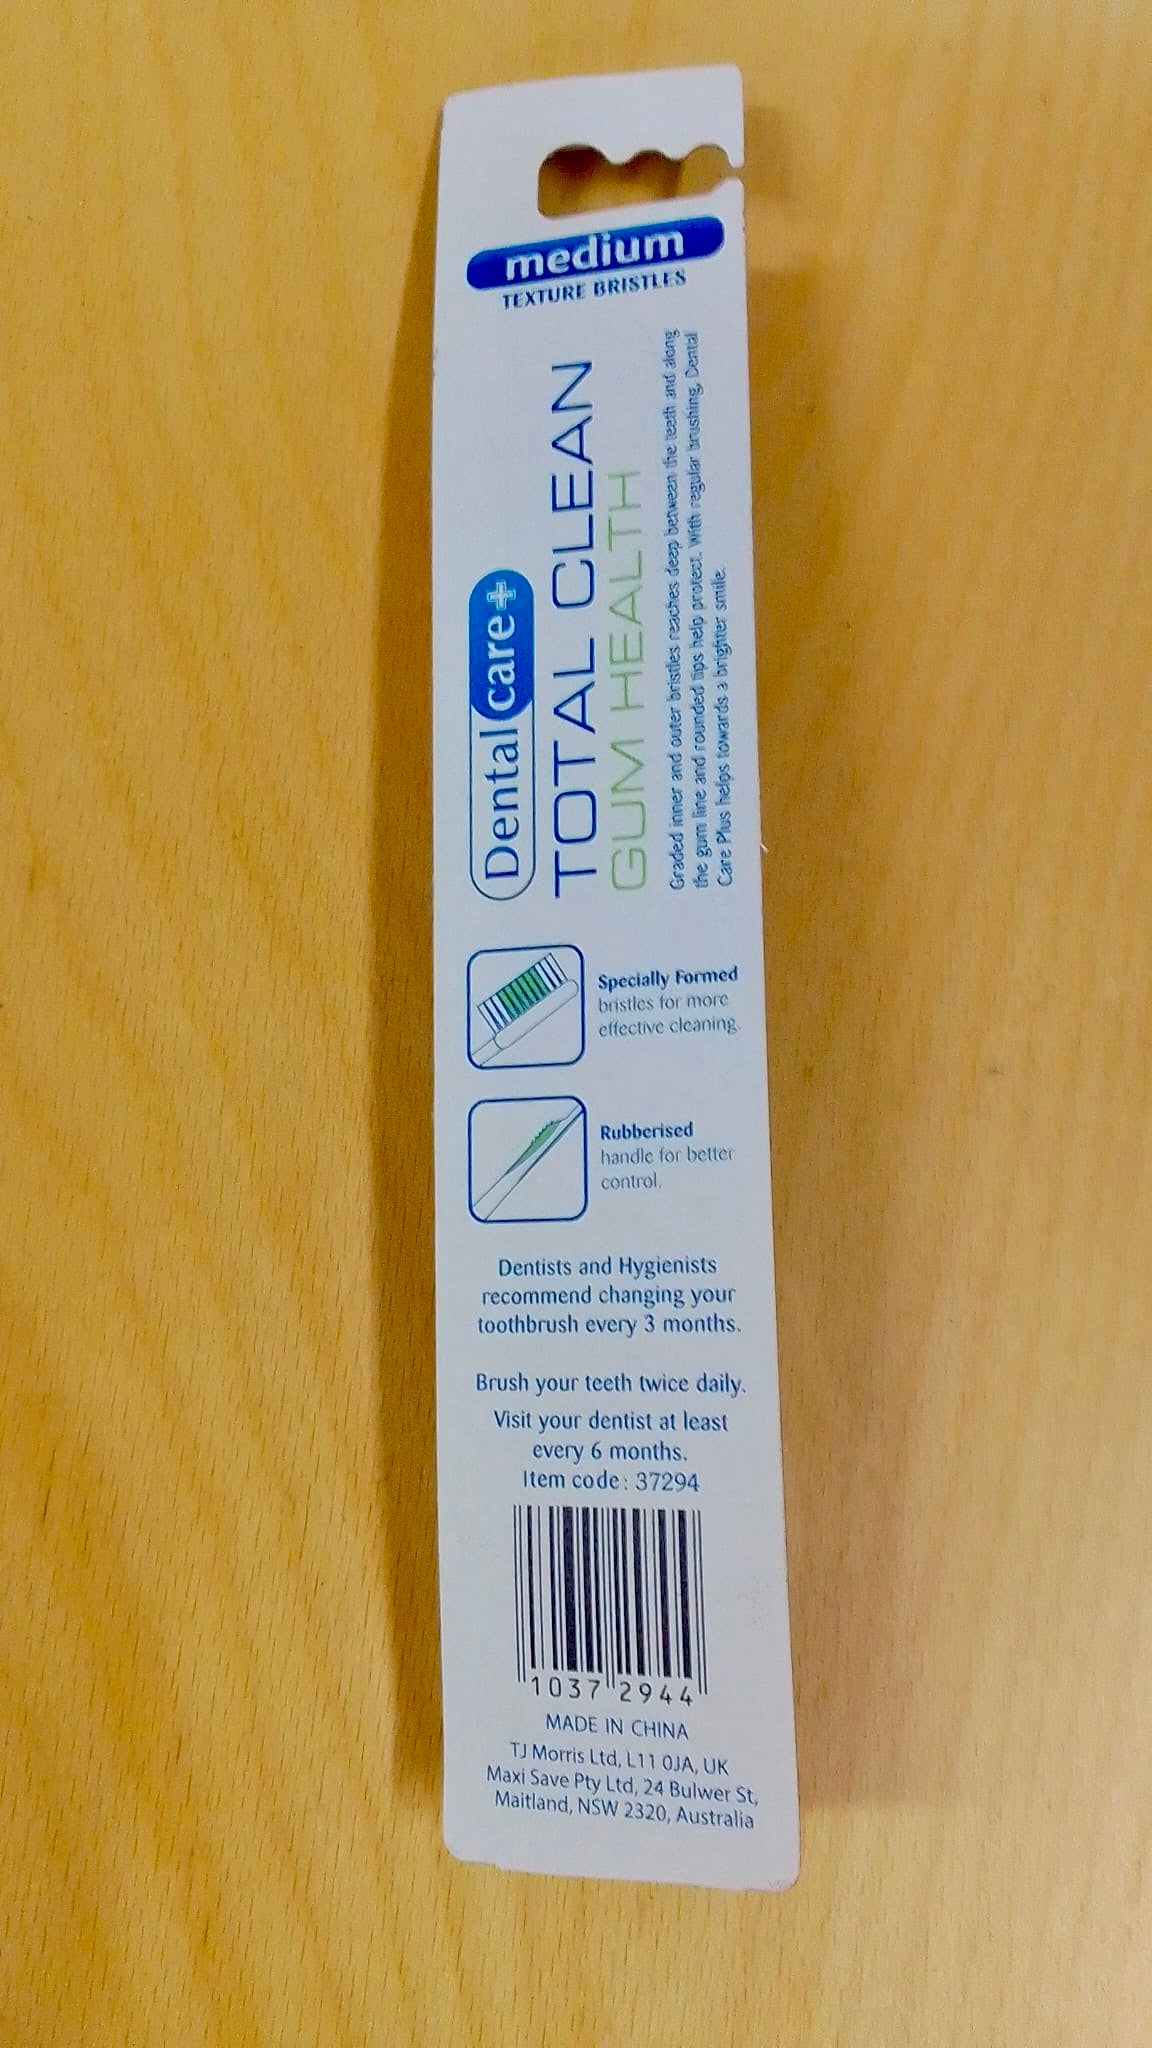 medium
TEXTURE BRISTLES
Dental care+
TOTAL CLEAN
GUM HEALTH
Graded inner and outer bristles reaches deep between the teeth and along
the gum line and rounded tips help protect. With regular brushing, Dental
Care Plus helps towards a brighter smile.
Specially Formed
bristles for more
effective cleaning.
Rubberised
handle for better
control.
Dentists and Hygienists
recommend changing your
toothbrush every 3 months.
Brush your teeth twice daily.
Visit your dentist at least
every 6 months.
Item code: 37294
1037 2944
MADE IN CHINA
TJ Morris Ltd, L11 0JA, UK
Maxi Save Pty Ltd, 24 Bulwer St,
Maitland, NSW 2320, Australia